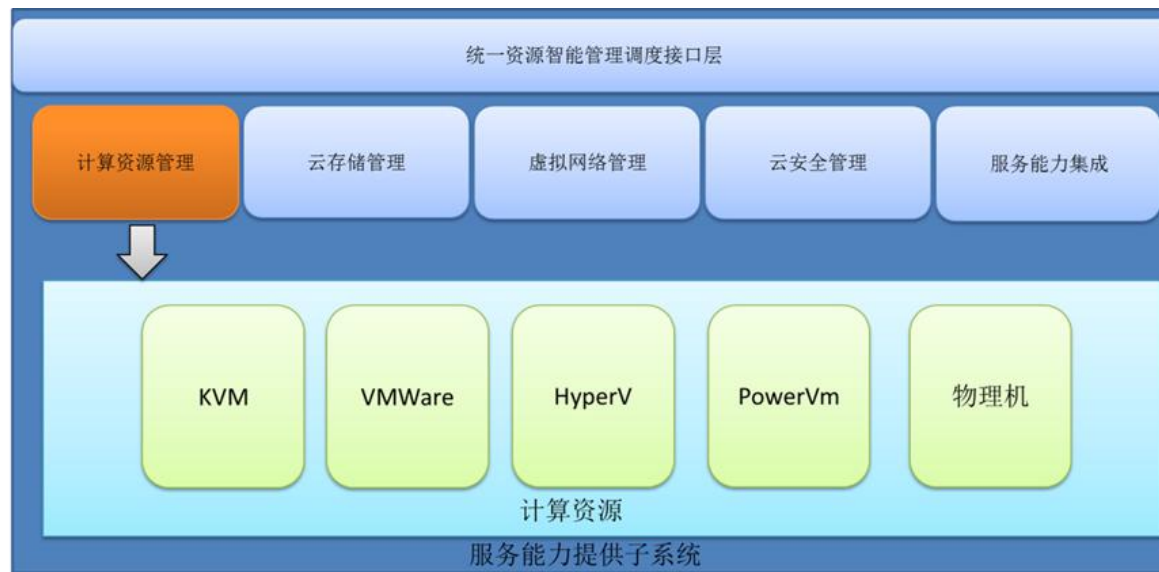 统一资源智能管理调度接口层
计算资源管理
云存储管理
虚拟网络管理
云安全管理
服务能力集成
KVM
VMWare
HyperV
PowerVm
物理机
计算资源
服务能力提供子系统